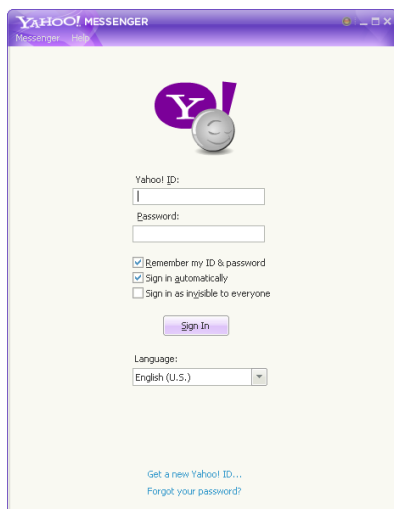 YAHOO! MESSENGER
Messenger Help
Y!
Yahoo! ID:
Password:
Remember my ID & password
Sign in automatically
Sign in as invisible to everyone
Sign In
Language:
English (U.S.)
Get a new Yahoo! ID...
Forgot your password?